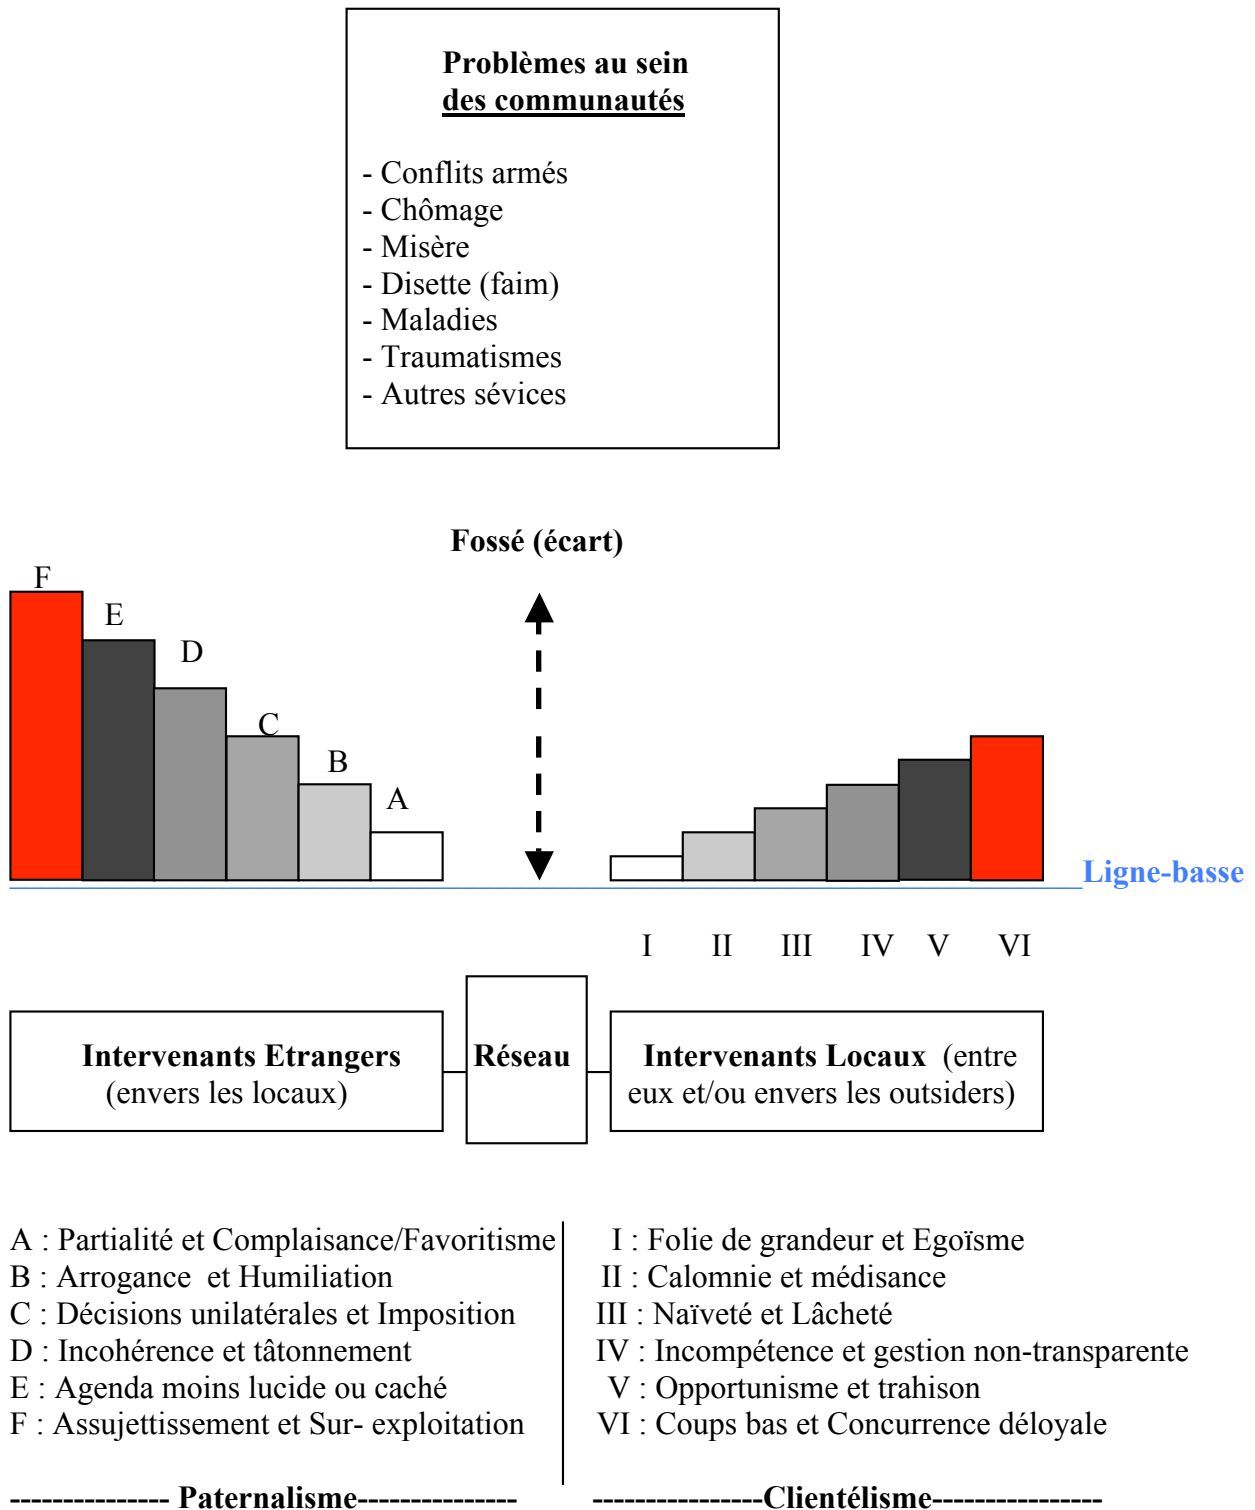 Problèmes au sein
des communautés
- Conflits armés
- Chômage
- Misère
- Disette (faim)
- Maladies
- Traumatismes
- Autres sévices
Fossé (écart)
F
E
D
C
B
A
Ligne-basse
I II III IV V VI
Intervenants Etrangers
(envers les locaux)
Réseau
Intervenants Locaux (entre
eux et/ou envers les outsiders)
A : Partialité et Complaisance/Favoritisme
B : Arrogance et Humiliation
C : Décisions unilatérales et Imposition
D : Incohérence et tâtonnement
E : Agenda moins lucide ou caché
F : Assujettissement et Sur- exploitation
--------------- Paternalisme---------------
I : Folie de grandeur et Egoïsme
II : Calomnie et médisance
III : Naïveté et Lâcheté
IV : Incompétence et gestion non-transparente
V : Opportunisme et trahison
VI : Coups bas et Concurrence déloyale
----------------Clientélisme----------------